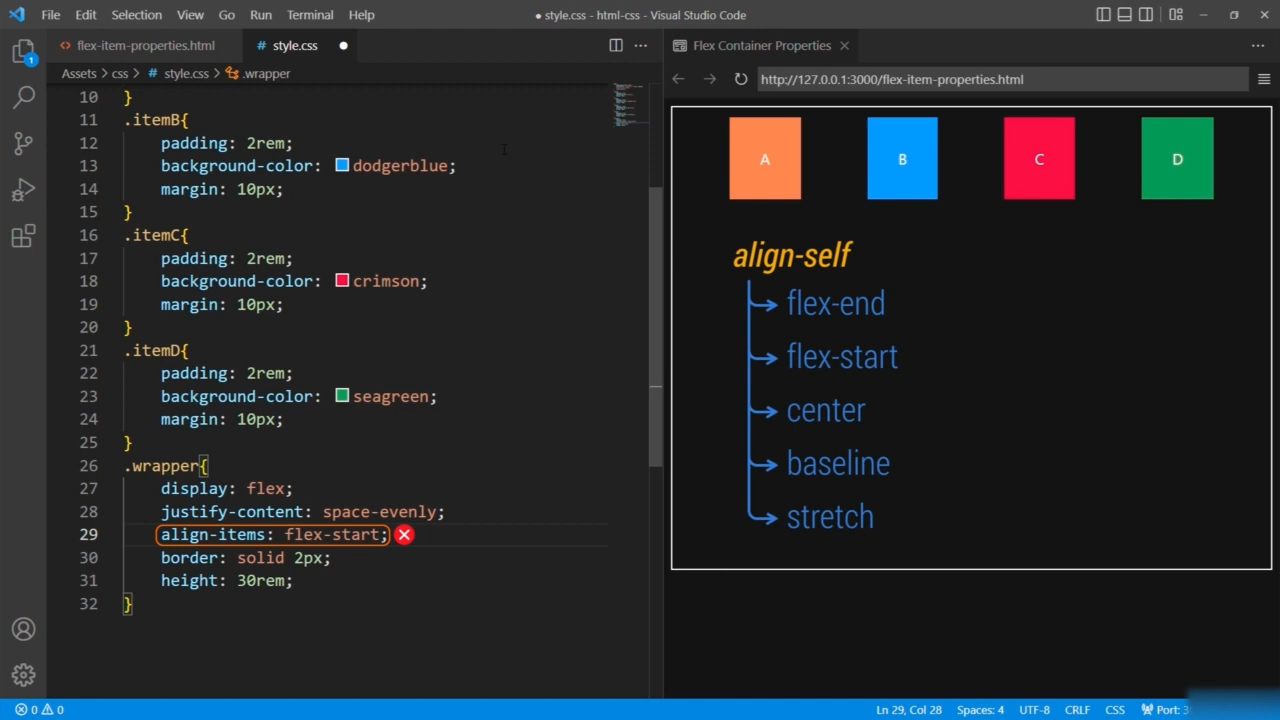 File Edit Selection View Go Run Terminal Help ● style.css - html-css - Visual Studio Code
<> flex-item-properties.html # style.css ●
Flex Container Properties
Assets > css > # style.css > .wrapper
http://127.0.0.1:3000/flex-item-properties.html
1
10 }
11 .itemB{
12 padding: 2rem;
13 background-color: dodgerblue;
14 margin: 10px;
15 }
16 .itemC{
17 padding: 2rem;
18 background-color: crimson;
19 margin: 10px;
20 }
21 .itemD{
22 padding: 2rem;
23 background-color: seagreen;
24 margin: 10px;
25 }
26 .wrapper{
27 display: flex;
28 justify-content: space-evenly;
29 align-items: flex-start;
30 border: solid 2px;
31 height: 30rem;
32 }
A B C D
align-self
flex-end
flex-start
center
baseline
stretch
0 0 Ln 29, Col 28 Spaces: 4 UTF-8 CRLF CSS Port: